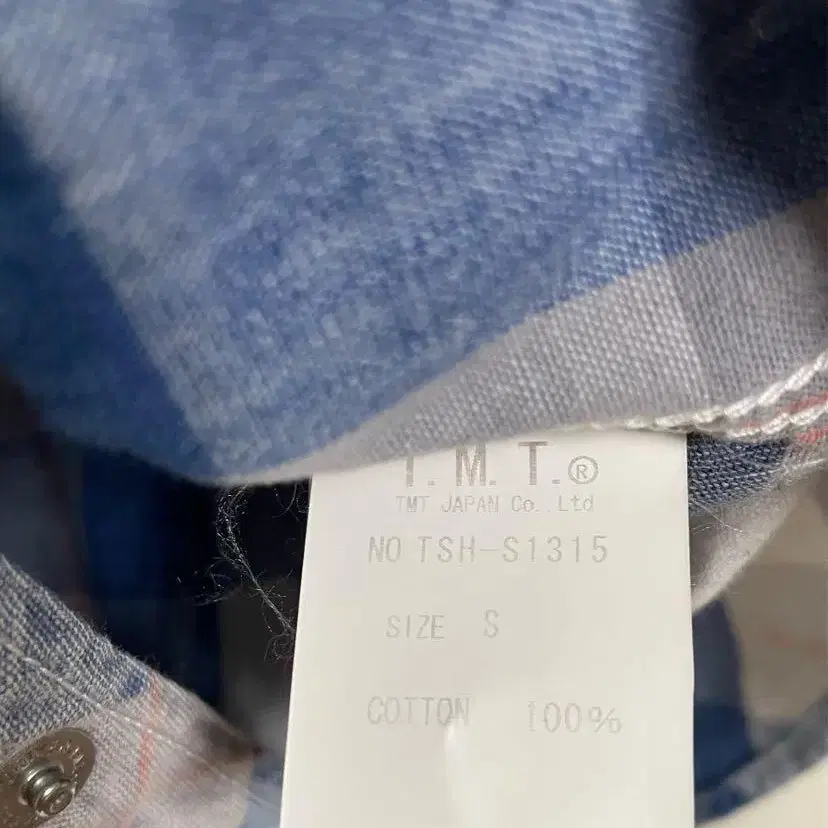 T.M.T.®
TMT JAPAN Co.,Ltd
NO TSH-S1315
SIZE S
COTTON 100%